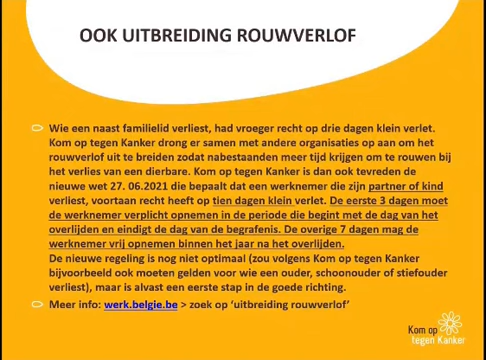 OOK UITBREIDING ROUWVERLOF
Wie een naast familielid verliest, had vroeger recht op drie dagen klein verlet.
Kom op tegen Kanker drong er samen met andere organisaties op aan om het
rouwverlof uit te breiden zodat nabestaanden meer tijd krijgen om te rouwen bij
het verlies van een dierbare. Kom op tegen Kanker is dan ook tevreden de
nieuwe wet 27. 06.2021 die bepaalt dat een werknemer die zijn partner of kind
verliest, voortaan recht heeft op tien dagen klein verlet. De eerste 3 dagen moet
de werknemer verplicht opnemen in de periode die begint met de dag van het
overlijden en eindigt de dag van de begrafenis. De overige 7 dagen mag de
werknemer vrij opnemen binnen het jaar na het overlijden.
De nieuwe regeling is nog niet optimaal (zou volgens Kom op tegen Kanker
bijvoorbeeld ook moeten gelden voor wie een ouder, schoonouder of stiefouder
verliest), maar is alvast een eerste stap in de goede richting.
Meer info: werk.belgie.be > zoek op ‘uitbreiding rouwverlof’
Kom op
tegen Kanker